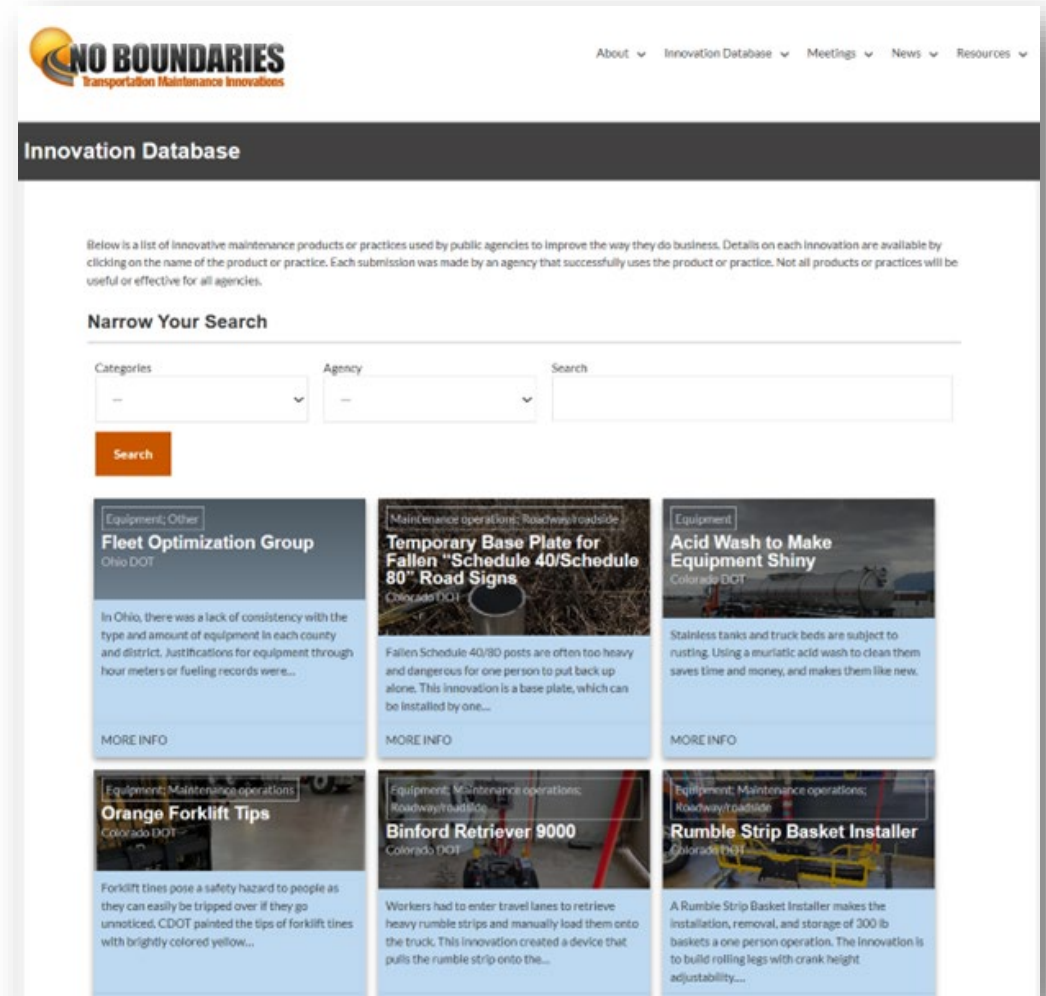 NO BOUNDARIES
Transportation Maintenance Innovations
About
Innovation Database
Meetings
News
Resources
Innovation Database
Below is a list of innovative maintenance products or practices used by public agencies to improve the way they do business. Details on each innovation are available by
clicking on the name of the product or practice. Each submission was made by an agency that successfully uses the product or practice. Not all products or practices will be
useful or effective for all agencies.
Narrow Your Search
Categories
Agency
Search
---
---
Search
Equipment; Other
Fleet Optimization Group
Ohio DOT
In Ohio, there was a lack of consistency with the
type and amount of equipment in each county
and district. Justifications for equipment through
hour meters or fueling records were...
MORE INFO
Maintenance operations; Roadway/roadside
Temporary Base Plate for
Fallen “Schedule 40/Schedule
80” Road Signs
Colorado DOT
Fallen Schedule 40/80 posts are often too heavy
and dangerous for one person to put back up
alone. This innovation is a base plate, which can
be installed by one....
MORE INFO
Equipment
Acid Wash to Make
Equipment Shiny
Colorado DOT
Stainless tanks and truck beds are subject to
rusting. Using a muriatic acid wash to clean them
saves time and money, and makes them like new.
MORE INFO
Equipment; Maintenance operations
Orange Forklift Tips
Colorado DOT
Forklift tines pose a safety hazard to people as
they can easily be tripped over if they go
unnoticed. CDOT painted the tips of forklift tines
with brightly colored yellow...
Equipment; Maintenance operations;
Roadway/roadside
Binford Retriever 9000
Colorado DOT
Workers had to enter travel lanes to retrieve
heavy rumble strips and manually load them onto
the truck. This innovation created a device that
pulls the rumble strip onto the...
Equipment; Maintenance operations;
Roadway/roadside
Rumble Strip Basket Installer
Colorado DOT
A Rumble Strip Basket Installer makes the
installation, removal, and storage of 300 lb
baskets a one person operation. The innovation is
to build rolling legs with crank height
adjustability....